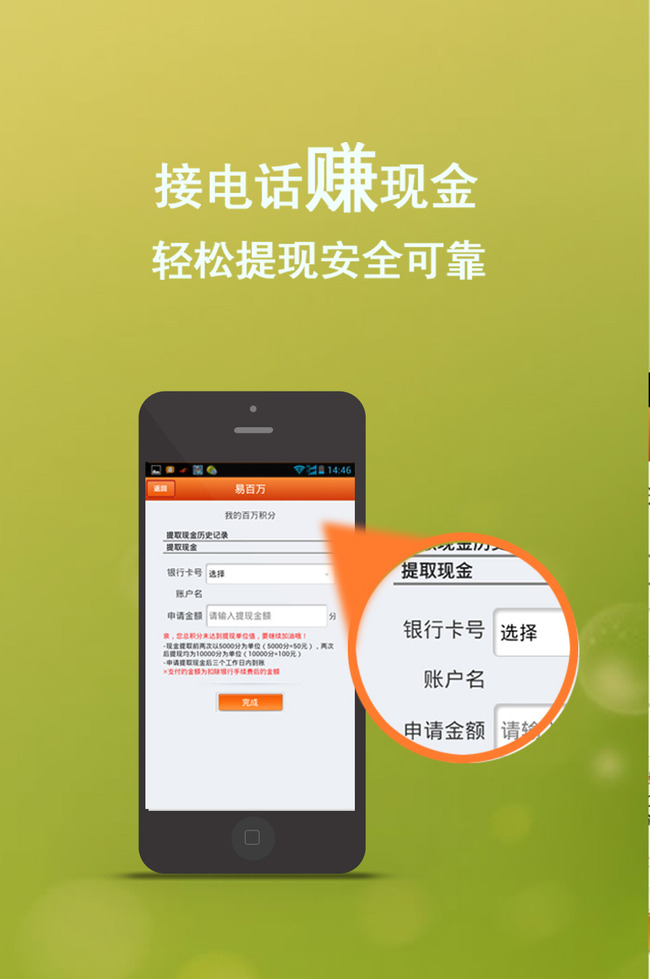 接电话赚现金
轻松提现安全可靠
14:46
返回
易百万
我的百万积分
提取现金历史记录
提取现金
银行卡号
选择
账户名
申请金额
请输入提现金额
分
亲，您总积分未达到提现单位值，要继续加油哦！
-现金提取前两次以5000分为单位（5000分=50元），两次
后提现均为10000分为单位（10000分=100元）
-申请提取现金后三个工作日内到账
×支付的金额为扣除银行手续费后的金额
完成
现金历史
提取现金
银行卡号
选择
账户名
申请金额
请输